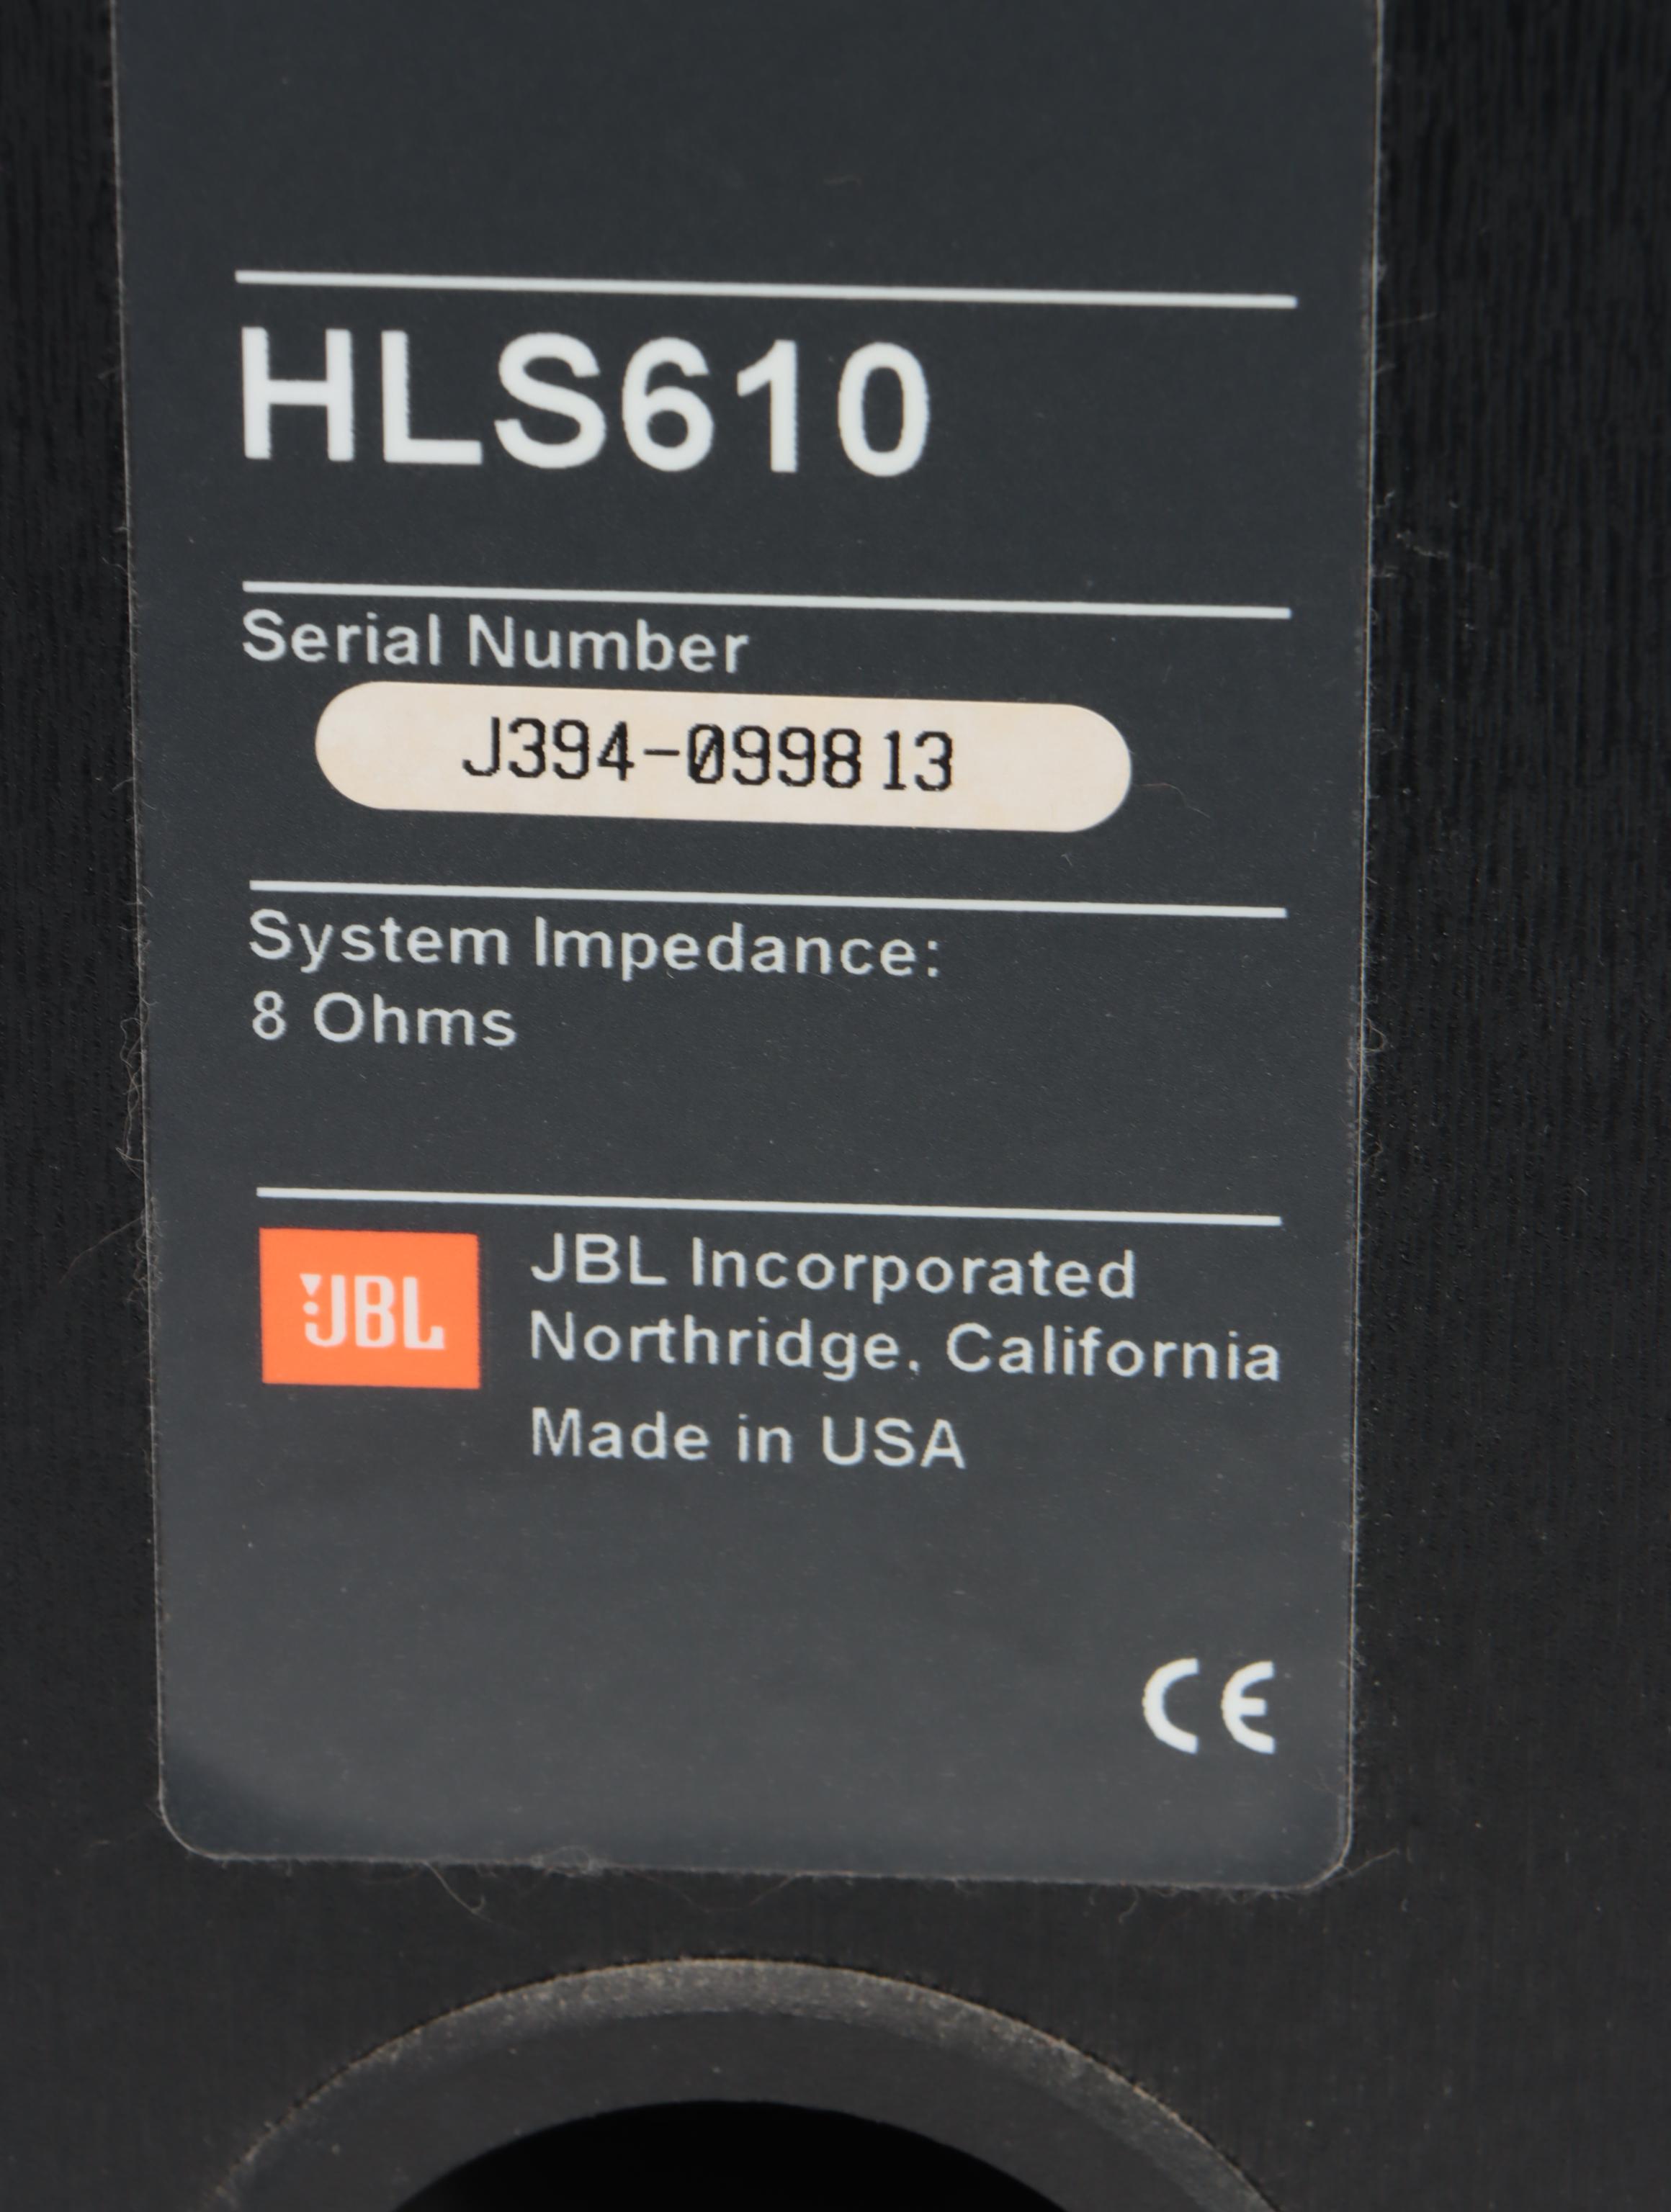 HLS610
Serial Number
J394-099813
System Impedance:
8 Ohms
JBL
JBL Incorporated
Northridge, California
Made in USA
CE